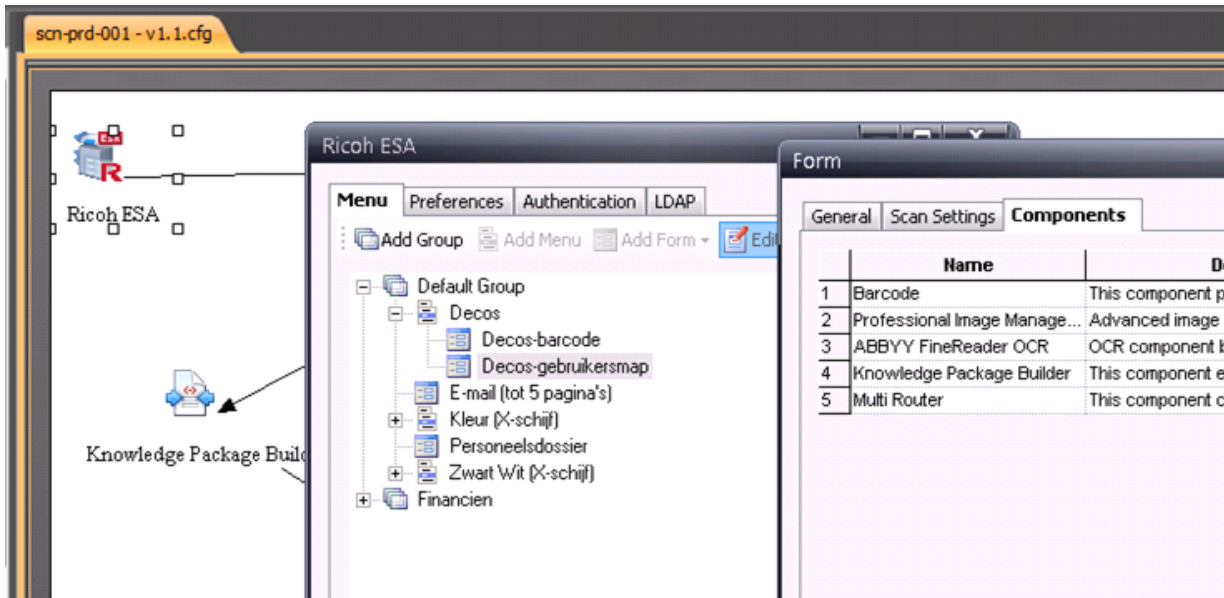 scn-prd-001 - v1.1.cfg
ESA
R
Ricoh ESA
Knowledge Package
Ricoh ESA
Menu Preferences Authentication LDAP
Add Group Add Menu Add Form
Default Group
Decos
Decos-barcode
Decos-gebruikersmap
E-mail (tot 5 pagina's)
Kleur (X-schijf)
Personeelsdossier
Zwart Wit (X-schijf)
Financien
Form
General Scan Settings Components
Name
1 Barcode This component
2 Professional Image Manage... Advanced image
3 ABBYY FineReader OCR OCR component
4 Knowledge Package Builder This component
5 Multi Router This component